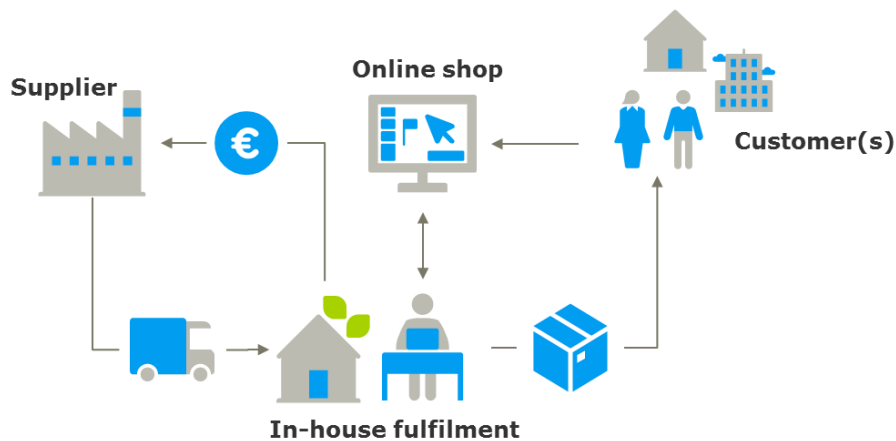 Supplier
Online shop
Customer(s)
€
In-house fulfilment